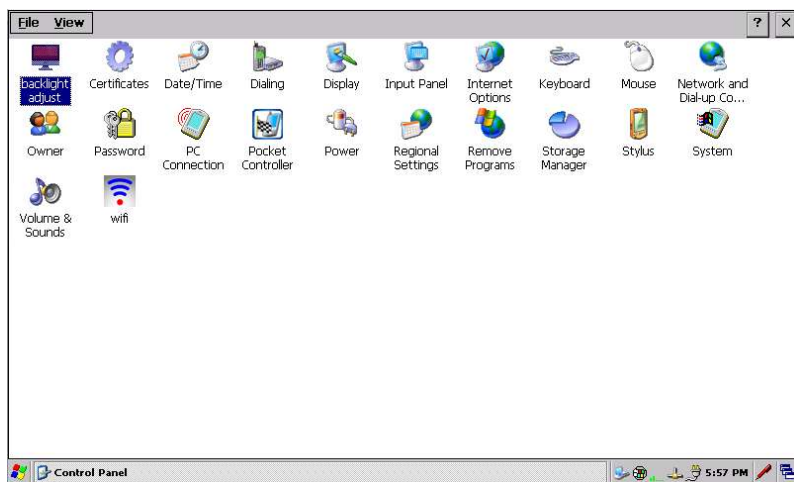 File View ? ×
backlight adjust
Certificates
Date/Time
Dialing
Display
Input Panel
Internet Options
Keyboard
Mouse
Network and Dial-up Co...
Owner
Password
PC Connection
Pocket Controller
Power
Regional Settings
Remove Programs
Storage Manager
Stylus
System
Volume & Sounds
wifi
Control Panel 5:57 PM